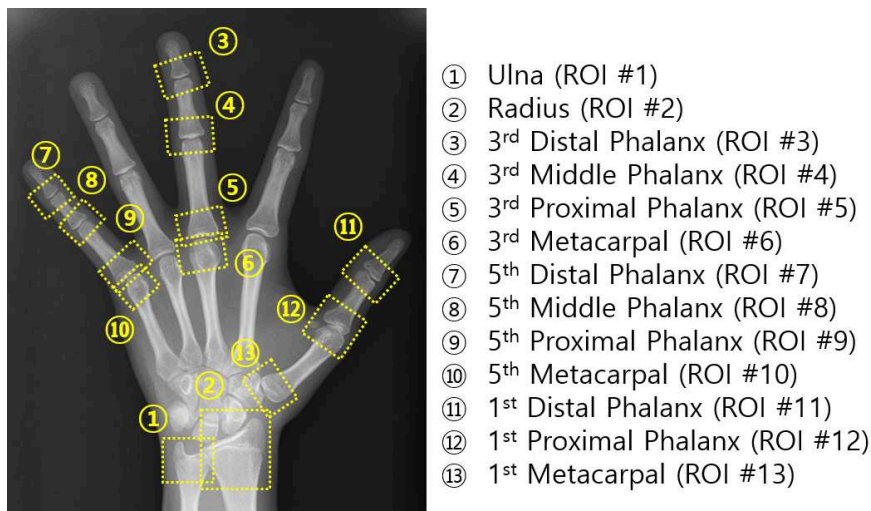 ③
④
⑦
⑧
⑤
⑨
⑪
⑥
⑫
⑩
⑬
②
①
① Ulna (ROI #1)
② Radius (ROI #2)
③ 3rd Distal Phalanx (ROI #3)
④ 3rd Middle Phalanx (ROI #4)
⑤ 3rd Proximal Phalanx (ROI #5)
⑥ 3rd Metacarpal (ROI #6)
⑦ 5th Distal Phalanx (ROI #7)
⑧ 5th Middle Phalanx (ROI #8)
⑨ 5th Proximal Phalanx (ROI #9)
⑩ 5th Metacarpal (ROI #10)
⑪ 1st Distal Phalanx (ROI #11)
⑫ 1st Proximal Phalanx (ROI #12)
⑬ 1st Metacarpal (ROI #13)